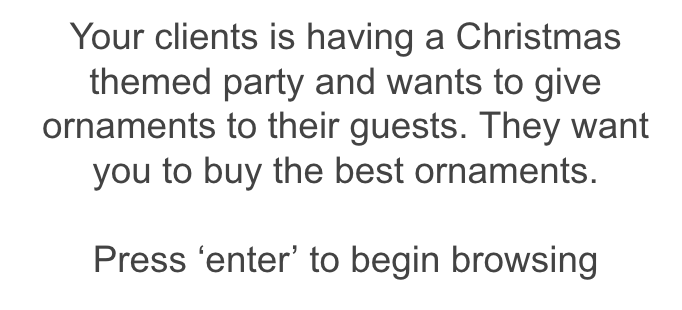 Your clients is having a Christmas
themed party and wants to give
ornaments to their guests. They want
you to buy the best ornaments.
Press ‘enter’ to begin browsing